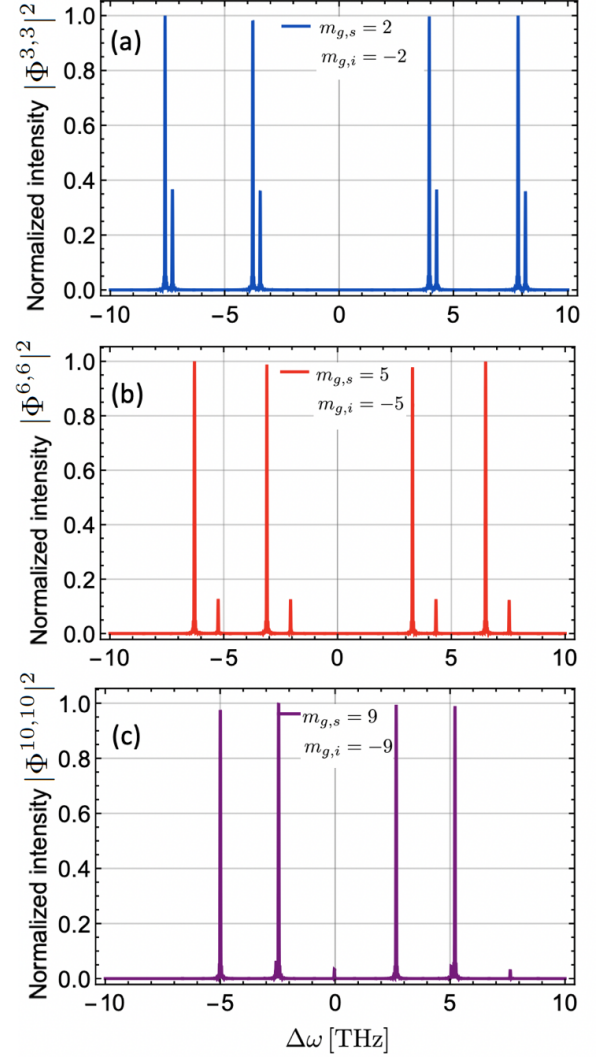 Normalized intensity |Φ^{3,3}|^2
(a)
m_{g,s} = 2
m_{g,i} = −2
1.0
0.8
0.6
0.4
0.2
0.0
−10 −5 0 5 10
Normalized intensity |Φ^{6,6}|^2
(b)
m_{g,s} = 5
m_{g,i} = −5
1.0
0.8
0.6
0.4
0.2
0.0
−10 −5 0 5 10
Normalized intensity |Φ^{10,10}|^2
(c)
m_{g,s} = 9
m_{g,i} = −9
1.0
0.8
0.6
0.4
0.2
0.0
−10 −5 0 5 10
Δω [THz]